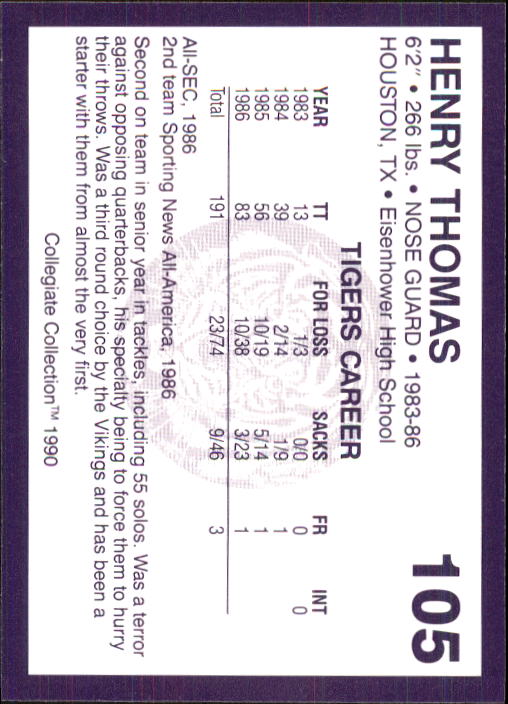 HENRY THOMAS 105
6'2" • 266 lbs. • NOSE GUARD • 1983-86
HOUSTON, TX • Eisenhower High School
TIGERS CAREER
YEAR TT FOR LOSS SACKS FR INT
1983 13 1/3 0/0 0 0
1984 39 2/14 1/9 1
1985 56 10/19 5/14 1
1986 83 10/38 3/23 1
Total 191 23/74 9/46 3
All-SEC, 1986
2nd team Sporting News All-America, 1986
Second on team in senior year in tackles, including 55 solos. Was a terror
against opposing quarterbacks, his specialty being to force them to hurry
their throws. Was a third round choice by the Vikings and has been a
starter with them from almost the very first.
Collegiate Collection™ 1990